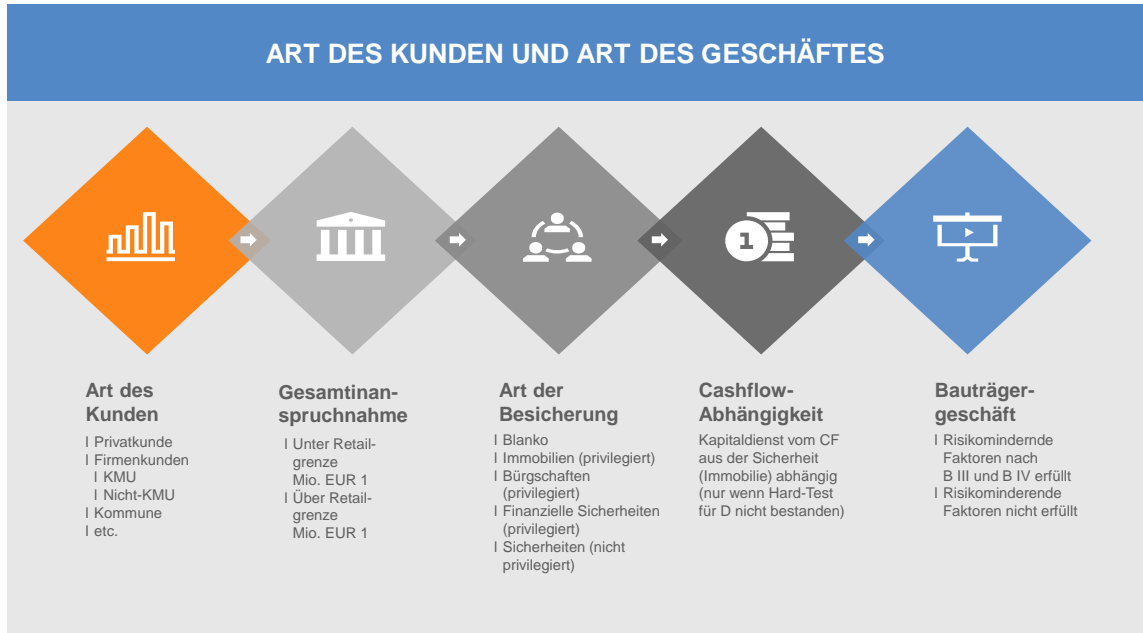 ART DES KUNDEN UND ART DES GESCHÄFTES
1
Art des
Kunden
I Privatkunde
I Firmenkunden
I KMU
I Nicht-KMU
I Kommune
I etc.
Gesamtinan-
spruchnahme
I Unter Retail-
grenze
Mio. EUR 1
I Über Retail-
grenze
Mio. EUR 1
Art der
Besicherung
I Blanko
I Immobilien (privilegiert)
I Bürgschaften
(privilegiert)
I Finanzielle Sicherheiten
(privilegiert)
I Sicherheiten (nicht
privilegiert)
Cashflow-
Abhängigkeit
Kapitaldienst vom CF
aus der Sicherheit
(Immobilie) abhängig
(nur wenn Hard-Test
für D nicht bestanden)
Bauträger-
geschäft
I Risikomindernde
Faktoren nach
B III und B IV erfüllt
I Risikominderende
Faktoren nicht erfüllt